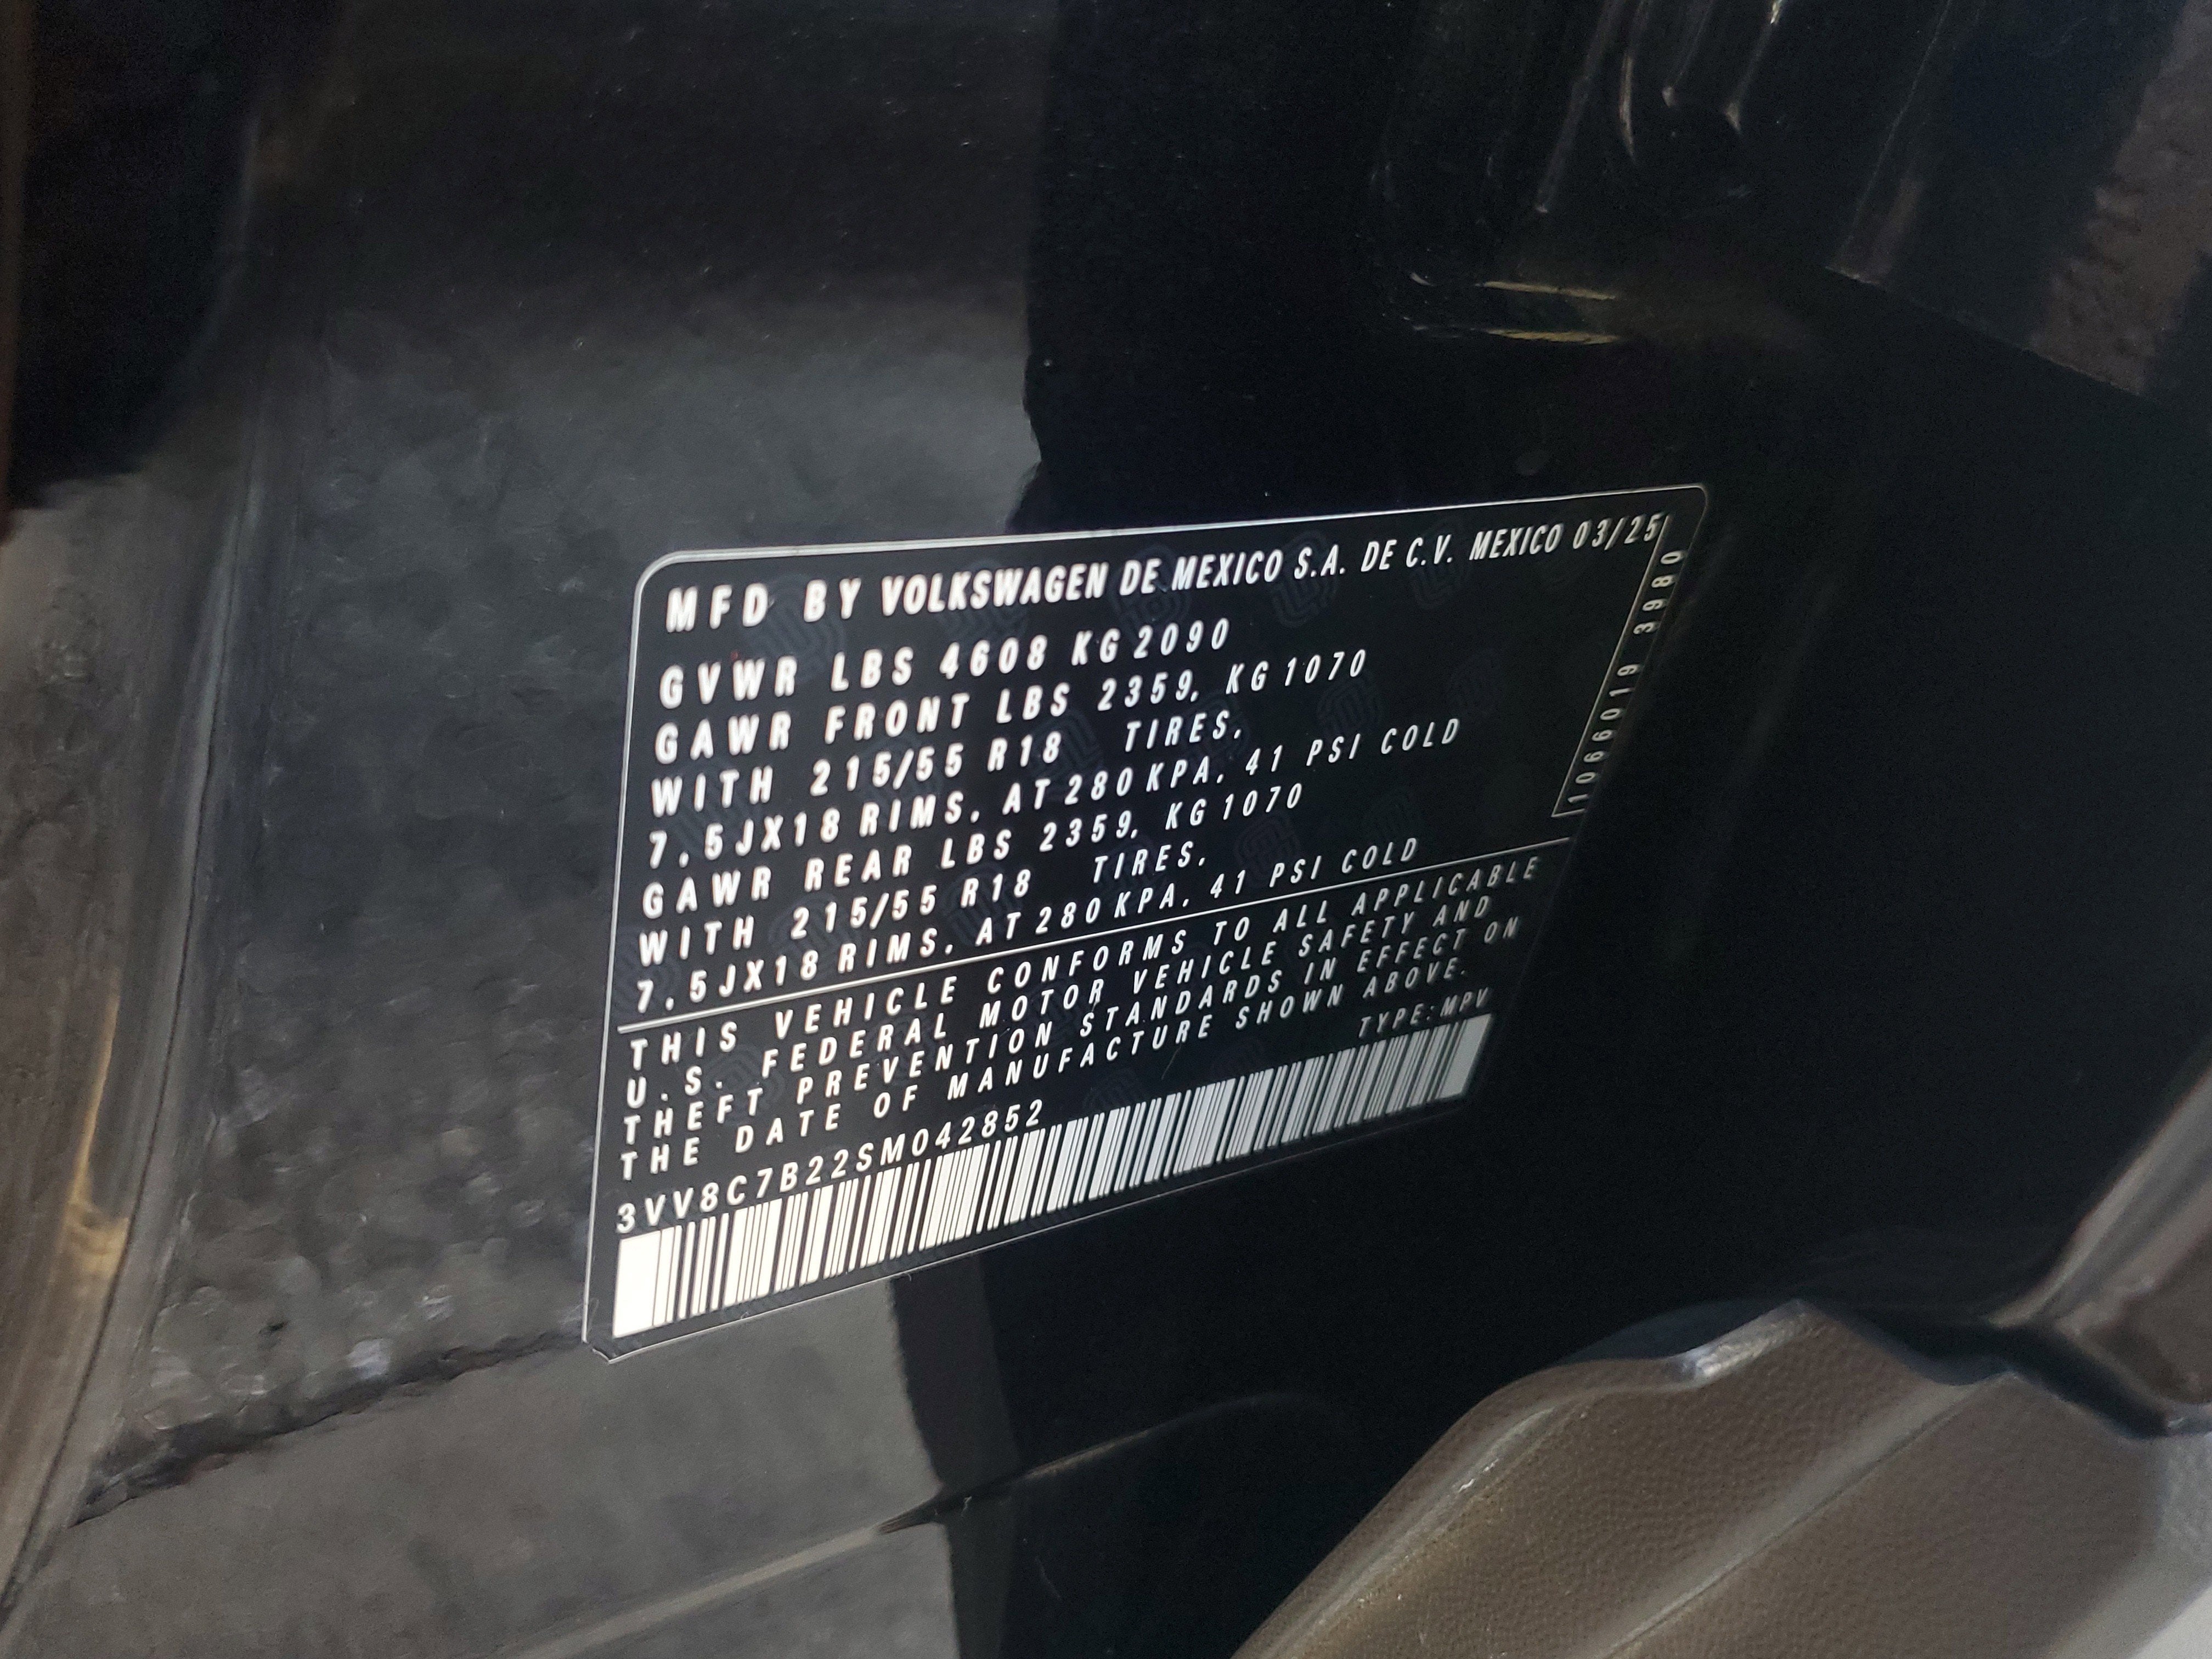 MFD BY VOLKSWAGEN DE MEXICO S.A. DE C.V. MEXICO 03/25
GVWR LBS 4608 KG 2090
GAWR FRONT LBS 2359, KG 1070
WITH 215/55 R18 TIRES,
7.5JX18 RIMS, AT 280 KPA, 41 PSI COLD
GAWR REAR LBS 2359, KG 1070
WITH 215/55 R18 TIRES,
7.5JX18 RIMS, AT 280 KPA, 41 PSI COLD
1066019 3980
THIS VEHICLE CONFORMS TO ALL APPLICABLE
U.S. FEDERAL MOTOR VEHICLE SAFETY AND
THEFT PREVENTION STANDARDS IN EFFECT ON
THE DATE OF MANUFACTURE SHOWN ABOVE.
TYPE:MPV
3VV8C7B22SM042852